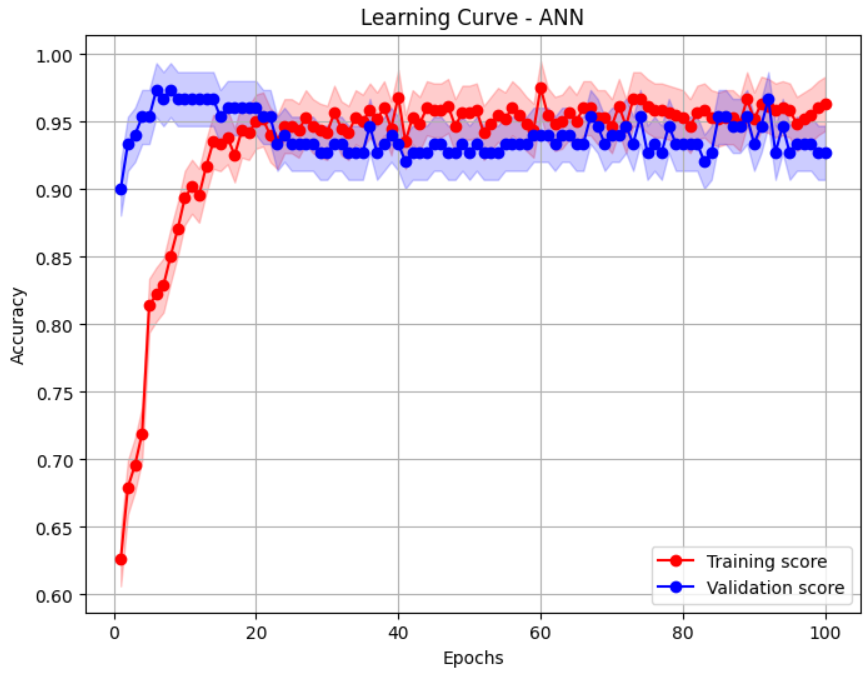 Learning Curve - ANN
1.00
0.95
0.90
0.85
0.80
0.75
0.70
0.65
0.60
Accuracy
Training score
Validation score
0 20 40 60 80 100
Epochs